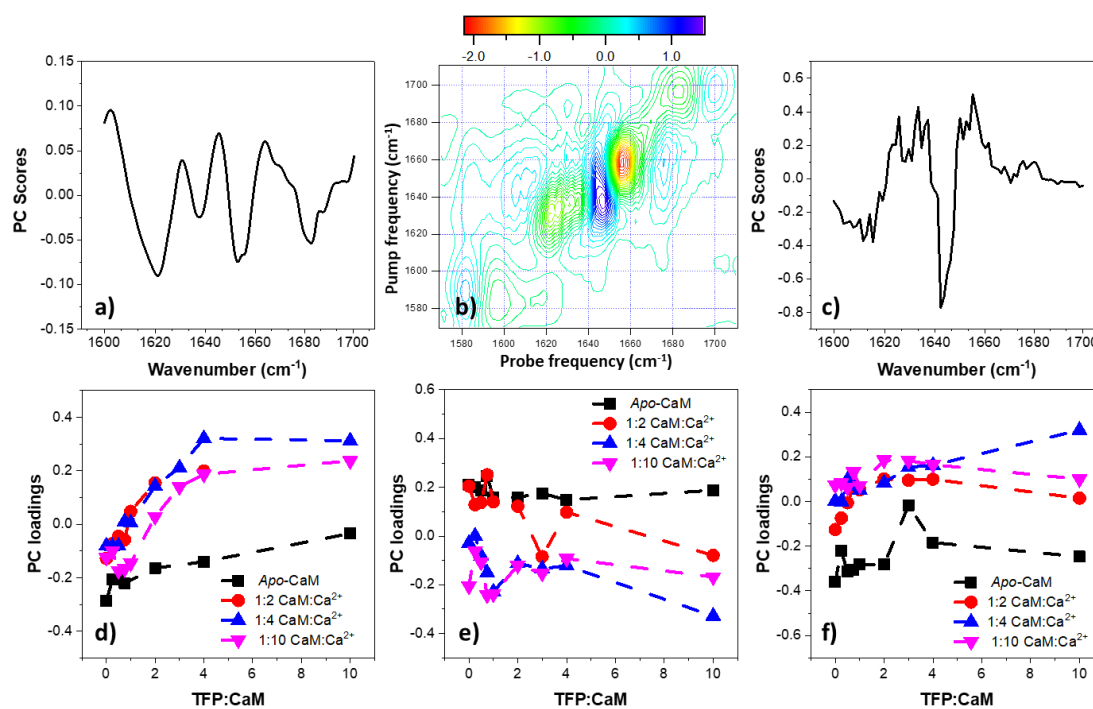 -2.0 -1.0 0.0 1.0
0.15
0.10
0.05
0.00
-0.05
-0.10
-0.15
PC Scores
a)
1600 1620 1640 1660 1680 1700
Wavenumber (cm-1)
1700
1680
1660
1640
1620
1600
1580
Pump frequency (cm-1)
b)
1580 1600 1620 1640 1660 1680 1700
Probe frequency (cm-1)
0.6
0.4
0.2
0.0
-0.2
-0.4
-0.6
-0.8
PC Scores
c)
1600 1620 1640 1660 1680 1700
Wavenumber (cm-1)
0.4
0.2
0.0
-0.2
-0.4
PC loadings
d)
Apo-CaM
1:2 CaM:Ca2+
1:4 CaM:Ca2+
1:10 CaM:Ca2+
0 2 4 6 8 10
TFP:CaM
0.6
0.4
0.2
0.0
-0.2
-0.4
PC loadings
Apo-CaM
1:2 CaM:Ca2+
1:4 CaM:Ca2+
1:10 CaM:Ca2+
e)
0 2 4 6 8 10
TFP:CaM
0.4
0.2
0.0
-0.2
-0.4
-0.6
PC loadings
Apo-CaM
1:2 CaM:Ca2+
1:4 CaM:Ca2+
1:10 CaM:Ca2+
f)
0 2 4 6 8 10
TFP:CaM